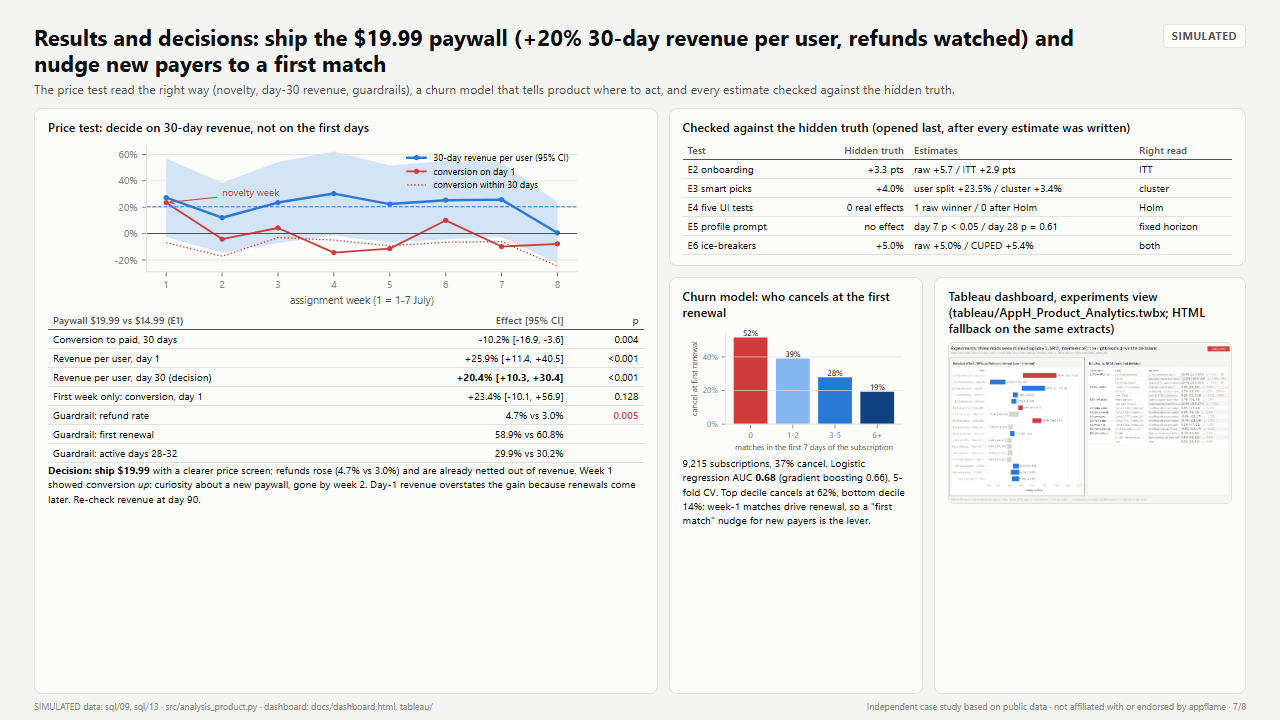 Results and decisions: ship the $19.99 paywall (+20% 30-day revenue per user, refunds watched) and
nudge new payers to a first match
SIMULATED
The price test read the right way (novelty, day-30 revenue, guardrails), a churn model that tells product where to act, and every estimate checked against the hidden truth.
Price test: decide on 30-day revenue, not on the first days
60%
40%
20%
0%
-20%
30-day revenue per user (95% CI)
conversion on day 1
conversion within 30 days
novelty week
1 2 3 4 5 6 7 8
assignment week (1 = 1-7 July)
Paywall $19.99 vs $14.99 (E1) Effect [95% CI] p
Conversion to paid, 30 days -10.2% [-16.9, -3.6] 0.004
Revenue per user, day 1 +25.9% [+11.4, +40.5] <0.001
Revenue per user, day 30 (decision) +20.4% [+10.3, +30.4] <0.001
First week only: conversion, day 1 +23.4% [-10.1, +56.9] 0.128
Guardrail: refund rate 4.7% vs 3.0% 0.005
Guardrail: first renewal 58.9% vs 60.8%
Guardrail: active days 28-32 29.9% vs 30.2%
Decision: ship $19.99 with a clearer price screen; refunds rose (4.7% vs 3.0%) and are already netted out of revenue. Week 1
showed conversion up: curiosity about a new paywall, gone by week 2. Day-1 revenue overstates the gain because renewals come
later. Re-check revenue at day 90.
Checked against the hidden truth (opened last, after every estimate was written)
Test Hidden truth Estimates Right read
E2 onboarding +3.3 pts raw +5.7 / ITT +2.9 pts ITT
E3 smart picks +4.0% user split +23.5% / cluster +3.4% cluster
E4 five UI tests 0 real effects 1 raw winner / 0 after Holm Holm
E5 profile prompt no effect day 7 p < 0.05 / day 28 p = 0.61 fixed horizon
E6 ice-breakers +5.0% raw +5.0% / CUPED +5.4% both
Churn model: who cancels at the first
renewal
cancel at first renewal
40%
20%
0%
52%
39%
28%
19%
0 1-2 3-5 6+
matches in the first 7 days of the subscription
9,215 subscriptions, 37% cancel. Logistic
regression AUC 0.68 (gradient boosting 0.66), 5-
fold CV. Top decile cancels at 62%, bottom decile
14%: week-1 matches drive renewal, so a "first
match" nudge for new payers is the lever.
Tableau dashboard, experiments view
(tableau/AppH_Product_Analytics.twbx; HTML
fallback on the same extracts)
SIMULATED data: sql/09, sql/13 · src/analysis_product.py · dashboard: docs/dashboard.html, tableau/
Independent case study based on public data · not affiliated with or endorsed by appflame · 7/8